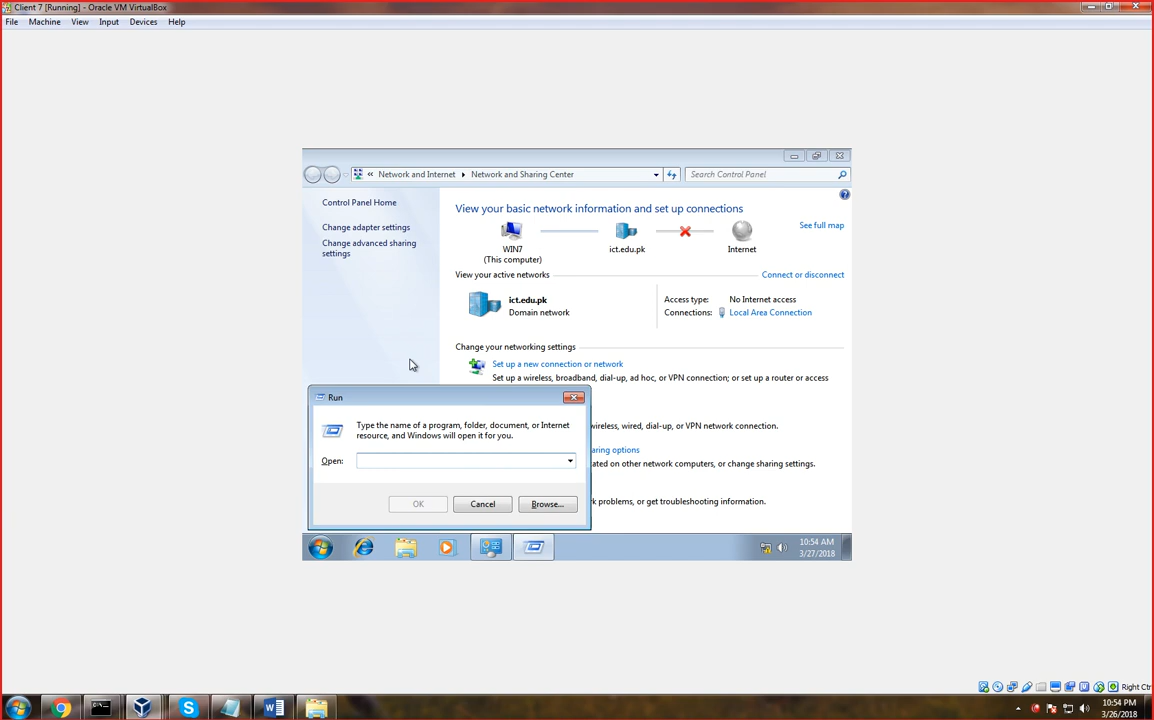 Client 7 [Running] - Oracle VM VirtualBox
File Machine View Input Devices Help
« Network and Internet ▸ Network and Sharing Center
Search Control Panel
Control Panel Home
Change adapter settings
Change advanced sharing
settings
View your basic network information and set up connections
See full map
WIN7
(This computer)
ict.edu.pk
Internet
View your active networks
Connect or disconnect
ict.edu.pk
Domain network
Access type: No Internet access
Connections: Local Area Connection
Change your networking settings
Set up a new connection or network
Set up a wireless, broadband, dial-up, ad hoc, or VPN connection; or set up a router or access
wireless, wired, dial-up, or VPN network connection.
aring options
ated on other network computers, or change sharing settings.
k problems, or get troubleshooting information.
Run
Type the name of a program, folder, document, or Internet
resource, and Windows will open it for you.
Open:
OK Cancel Browse...
10:54 AM
3/27/2018
Right Ctr
10:54 PM
3/26/2018